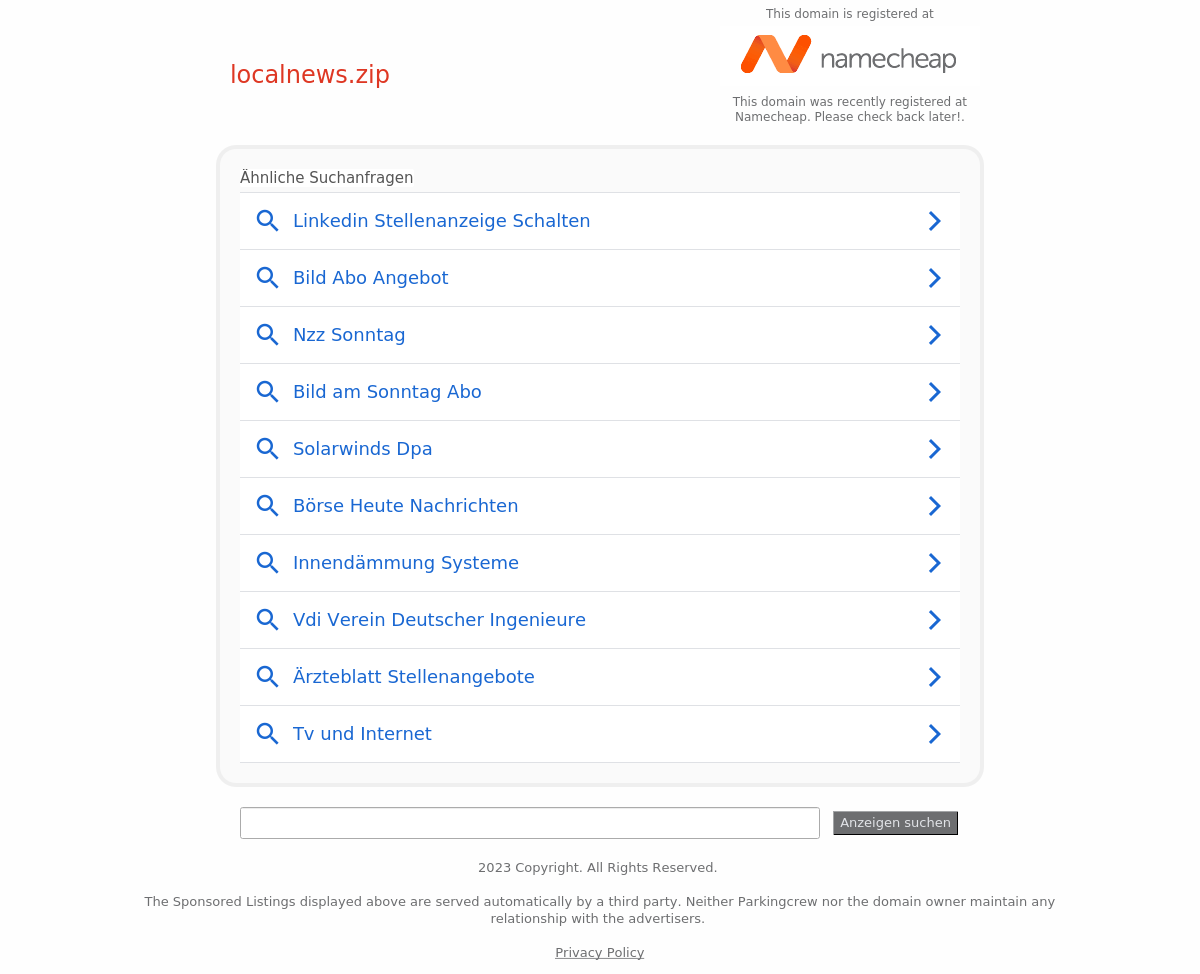 This domain is registered at
namecheap
localnews.zip
This domain was recently registered at
Namecheap. Please check back later!.
Ähnliche Suchanfragen
Linkedin Stellenanzeige Schalten
Bild Abo Angebot
Nzz Sonntag
Bild am Sonntag Abo
Solarwinds Dpa
Börse Heute Nachrichten
Innendämmung Systeme
Vdi Verein Deutscher Ingenieure
Ärzteblatt Stellenangebote
Tv und Internet
Anzeigen suchen
2023 Copyright. All Rights Reserved.
The Sponsored Listings displayed above are served automatically by a third party. Neither Parkingcrew nor the domain owner maintain any
relationship with the advertisers.
Privacy Policy